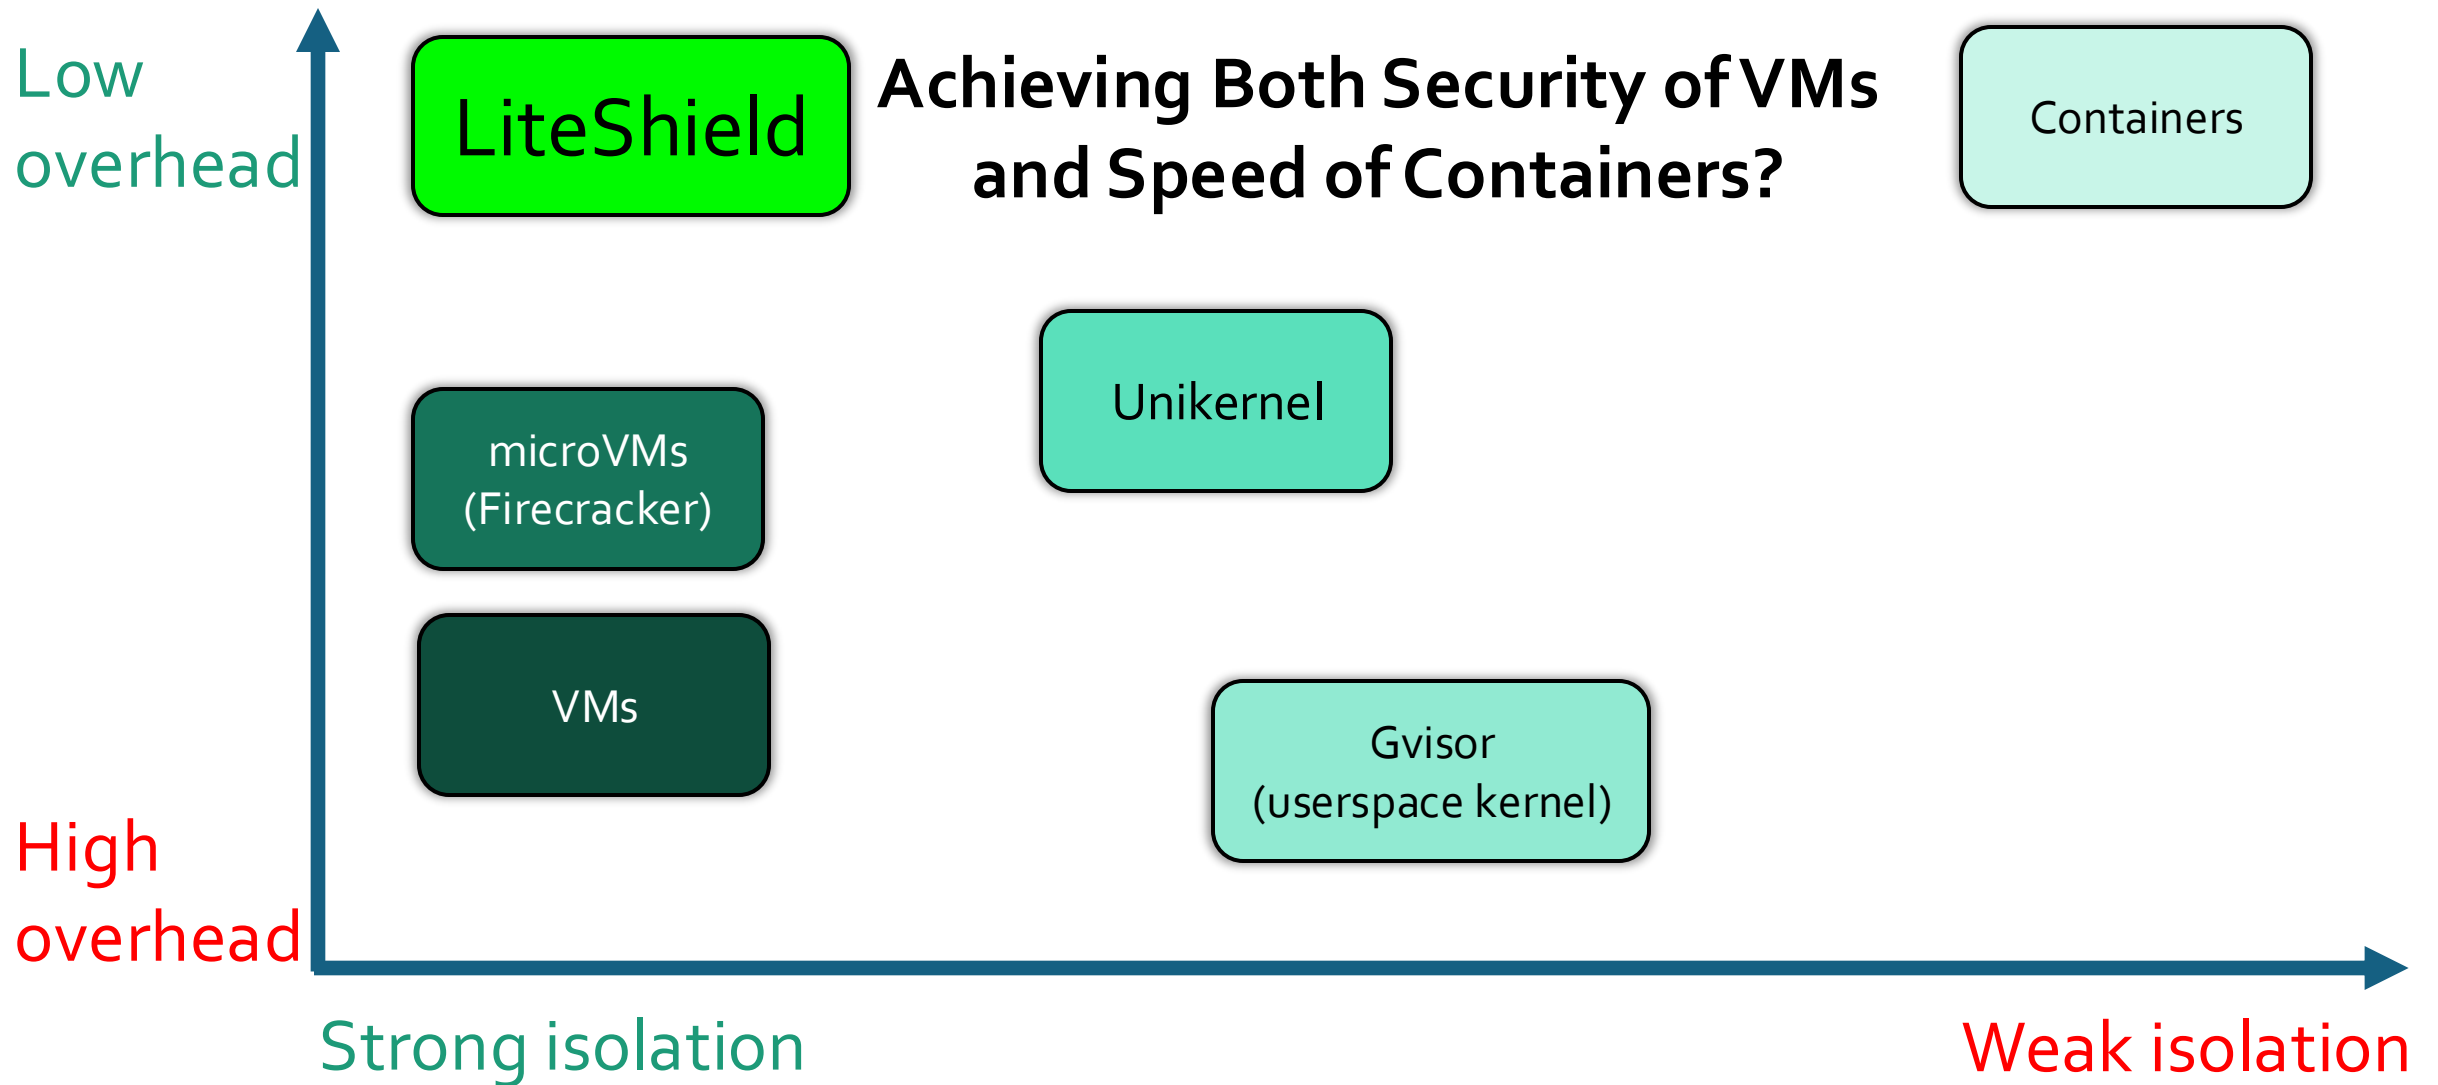 Low
overhead
LiteShield
Achieving Both Security of VMs
and Speed of Containers?
Containers
Unikernel
microVMs
(Firecracker)
VMs
Gvisor
(userspace kernel)
High
overhead
Strong isolation
Weak isolation